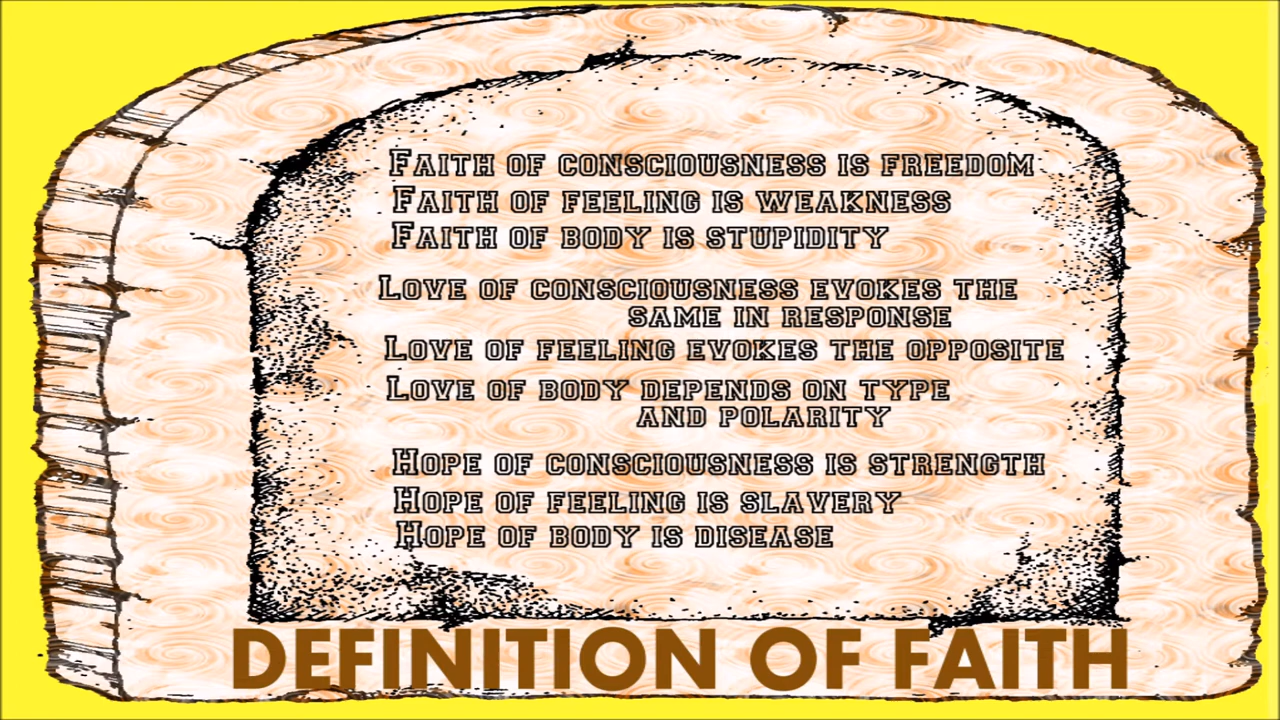 Faith of consciousness is freedom
Faith of feeling is weakness
Faith of body is stupidity
Love of consciousness evokes the
same in response
Love of feeling evokes the opposite
Love of body depends on type
and polarity
Hope of consciousness is strength
Hope of feeling is slavery
Hope of body is disease
DEFINITION OF FAITH